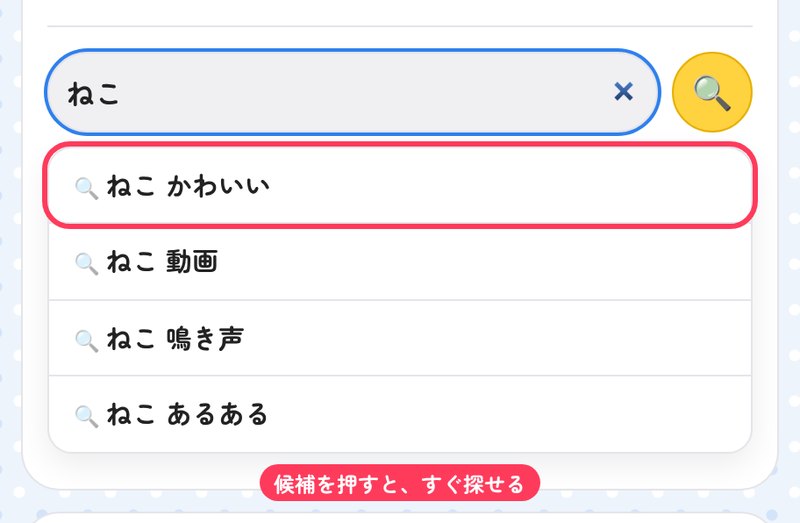 ねこ
ねこ かわいい
ねこ 動画
ねこ 鳴き声
ねこ あるある
候補を押すと、すぐ探せる